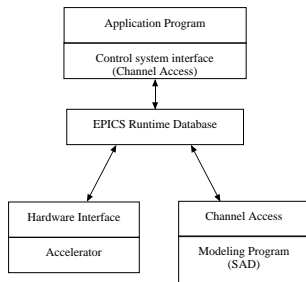 Application Program
Control system interface
(Channel Access)
EPICS Runtime Database
Hardware Interface
Accelerator
Channel Access
Modeling Program
(SAD)